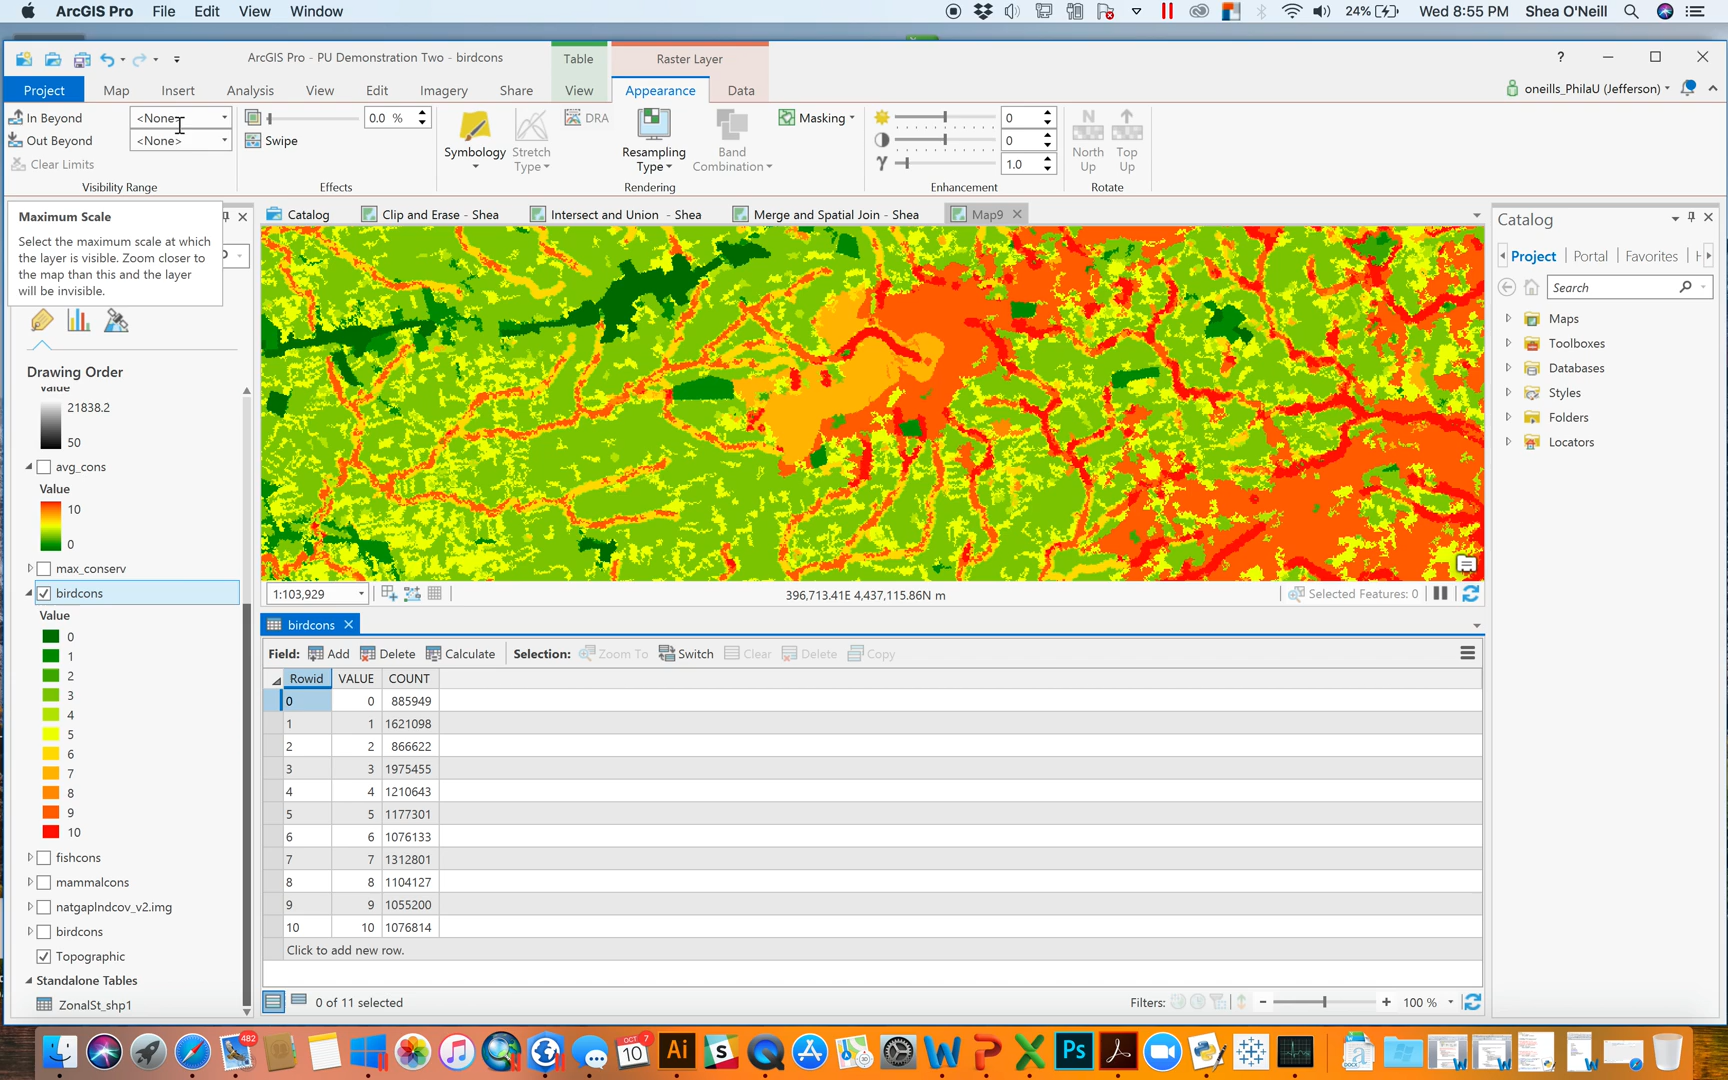 ArcGIS Pro File Edit View Window
24% Wed 8:55 PM Shea O'Neill
ArcGIS Pro - PU Demonstration Two - birdcons Table Raster Layer ?
Project Map Insert Analysis View Edit Imagery Share View Appearance Data oneills_PhilaU (Jefferson)
In Beyond <None>
Out Beyond <None>
Clear Limits
Visibility Range
0.0 %
Swipe
Effects
Symbology
Stretch Type
DRA
Resampling Type
Band Combination
Masking
Rendering
0
0
1.0
Enhancement
North Up
Top Up
Rotate
Maximum Scale
Select the maximum scale at which
the layer is visible. Zoom closer to
the map than this and the layer
will be invisible.
Catalog Clip and Erase - Shea Intersect and Union - Shea Merge and Spatial Join - Shea Map9
Drawing Order
Value
21838.2
50
avg_cons
Value
10
0
max_conserv
birdcons
Value
0
1
2
3
4
5
6
7
8
9
10
fishcons
mammalcons
natgaplndcov_v2.img
birdcons
Topographic
Standalone Tables
ZonalSt_shp1
1:103,929 396,713.41E 4,437,115.86N m Selected Features: 0
birdcons
Field: Add Delete Calculate Selection: Zoom To Switch Clear Delete Copy
Rowid VALUE COUNT
0 0 885949
1 1 1621098
2 2 866622
3 3 1975455
4 4 1210643
5 5 1177301
6 6 1076133
7 7 1312801
8 8 1104127
9 9 1055200
10 10 1076814
Click to add new row.
0 of 11 selected Filters: - + 100 %
Catalog
Project Portal Favorites
Search
Maps
Toolboxes
Databases
Styles
Folders
Locators
482
OCT
10
7
Ai
S
W
P
X
Ps
DOCX